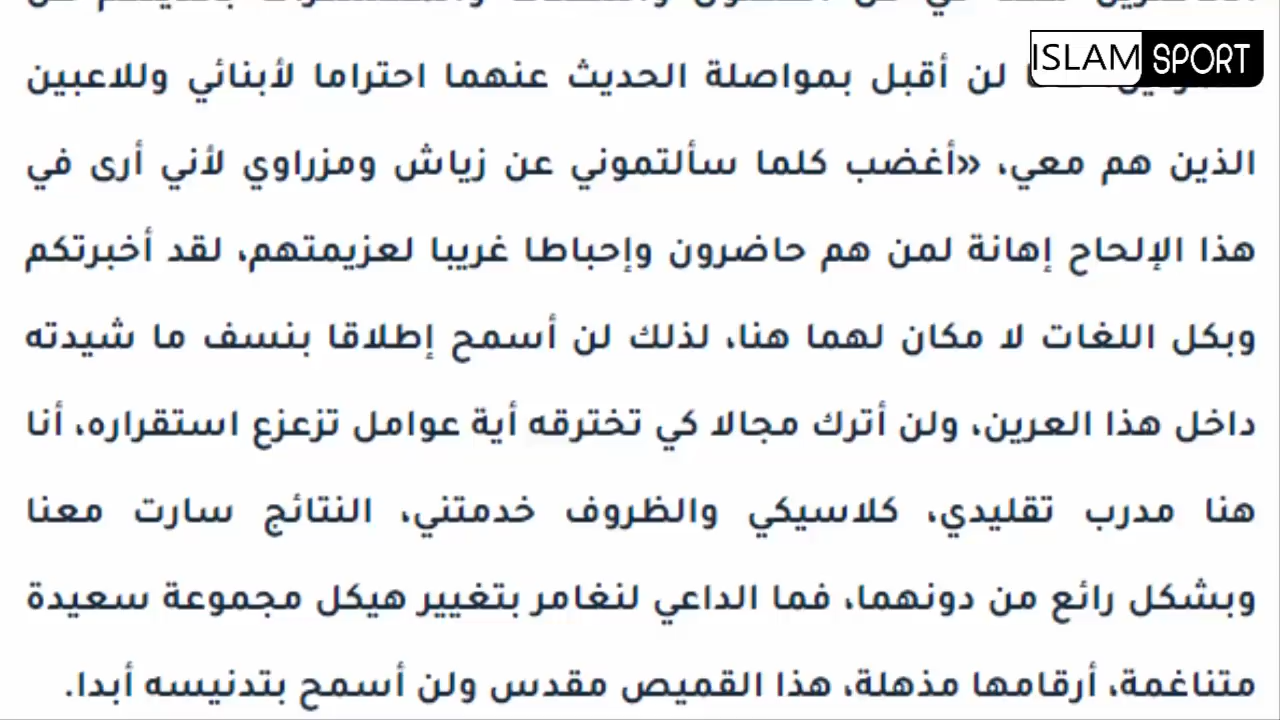 ISLAM SPORT
لن أقبل بمواصلة الحديث عنهما احتراما لأبنائي وللاعبين
الذين هم معي، «أغضب كلما سألتموني عن زياش ومزراوي لأني أرى في
هذا الإلحاح إهانة لمن هم حاضرون وإحباطا غريبا لعزيمتهم، لقد أخبرتكم
وبكل اللغات لا مكان لهما هنا، لذلك لن أسمح إطلاقا بنسف ما شيدته
داخل هذا العرين، ولن أترك مجالا كي تخترقه أية عوامل تزعزع استقراره، أنا
هنا مدرب تقليدي، كلاسيكي والظروف خدمتني، النتائج سارت معنا
وبشكل رائع من دونهما، فما الداعي لنغامر بتغيير هيكل مجموعة سعيدة
متناغمة، أرقامها مذهلة، هذا القميص مقدس ولن أسمح بتدنيسه أبدا.